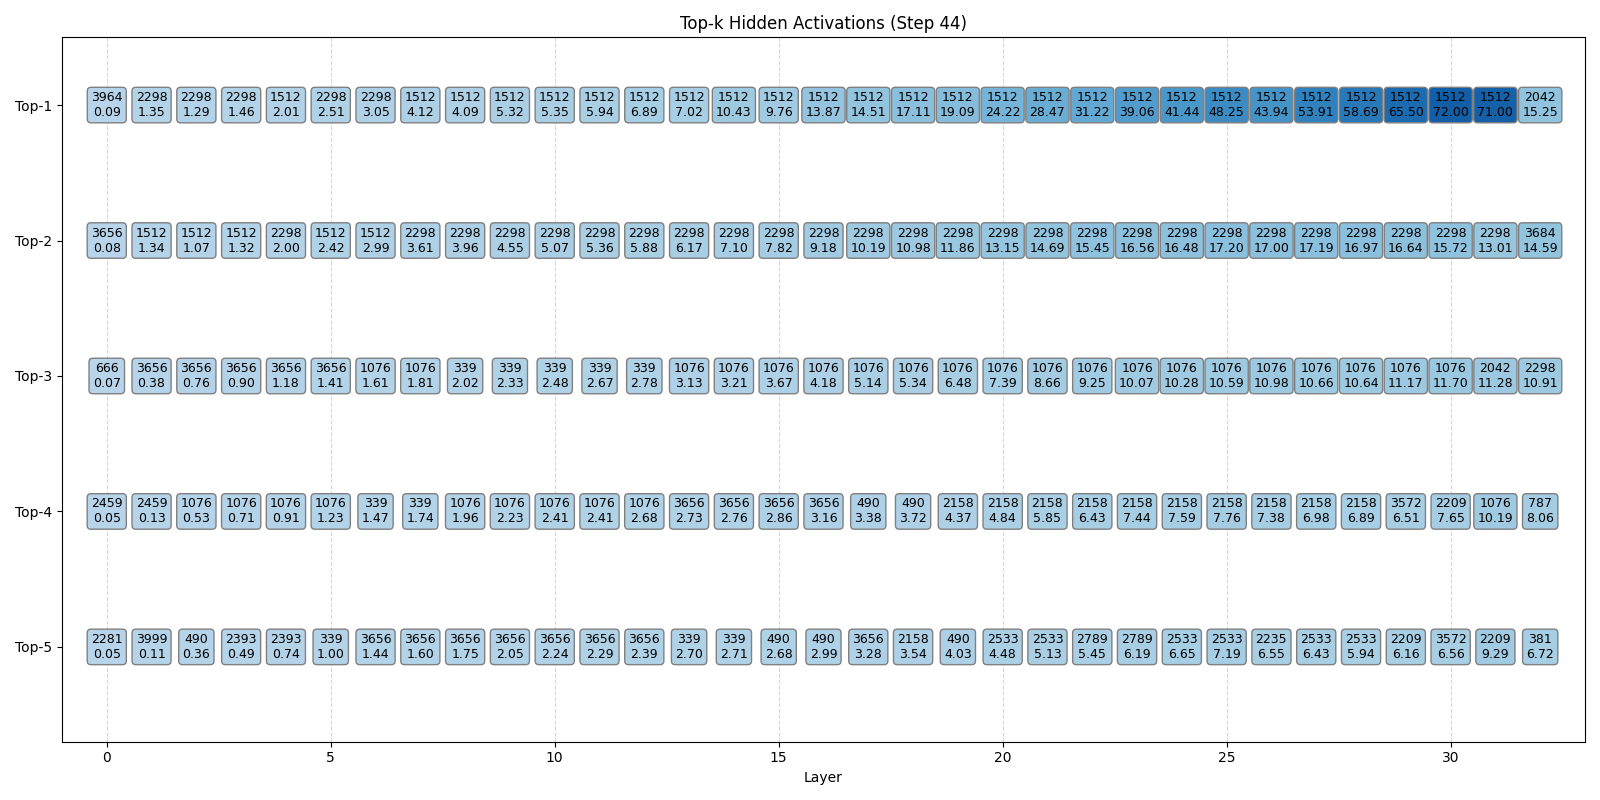 Top-k Hidden Activations (Step 44)
Top-1
3964 2298 2298 2298 1512 2298 2298 1512 1512 1512 1512 1512 1512 1512 1512 1512 1512 1512 1512 1512 1512 1512 1512 1512 1512 1512 1512 1512 1512 1512 1512 1512 2042
0.09 1.35 1.29 1.46 2.01 2.51 3.05 4.12 4.09 5.32 5.35 5.94 6.89 7.02 10.43 9.76 13.87 14.51 17.11 19.09 24.22 28.47 31.22 39.06 41.44 48.25 43.94 53.91 58.69 65.50 72.00 71.00 15.25
Top-2
3656 1512 1512 1512 2298 1512 1512 2298 2298 2298 2298 2298 2298 2298 2298 2298 2298 2298 2298 2298 2298 2298 2298 2298 2298 2298 2298 2298 2298 2298 2298 2298 3684
0.08 1.34 1.07 1.32 2.00 2.42 2.99 3.61 3.96 4.55 5.07 5.36 5.88 6.17 7.10 7.82 9.18 10.19 10.98 11.86 13.15 14.69 15.45 16.56 16.48 17.20 17.00 17.19 16.97 16.64 15.72 13.01 14.59
Top-3
666 3656 3656 3656 3656 3656 1076 1076 339 339 339 339 339 1076 1076 1076 1076 1076 1076 1076 1076 1076 1076 1076 1076 1076 1076 1076 1076 1076 1076 2042 2298
0.07 0.38 0.76 0.90 1.18 1.41 1.61 1.81 2.02 2.33 2.48 2.67 2.78 3.13 3.21 3.67 4.18 5.14 5.34 6.48 7.39 8.66 9.25 10.07 10.28 10.59 10.98 10.66 10.64 11.17 11.70 11.28 10.91
Top-4
2459 2459 1076 1076 1076 1076 339 339 1076 1076 1076 1076 1076 3656 3656 3656 3656 490 490 2158 2158 2158 2158 2158 2158 2158 2158 2158 2158 3572 2209 1076 787
0.05 0.13 0.53 0.71 0.91 1.23 1.47 1.74 1.96 2.23 2.41 2.41 2.68 2.73 2.76 2.86 3.16 3.38 3.72 4.37 4.84 5.85 6.43 7.44 7.59 7.76 7.38 6.98 6.89 6.51 7.65 10.19 8.06
Top-5
2281 3999 490 2393 2393 339 3656 3656 3656 3656 3656 3656 3656 339 339 490 490 3656 2158 490 2533 2533 2789 2789 2533 2533 2235 2533 2533 2209 3572 2209 381
0.05 0.11 0.36 0.49 0.74 1.00 1.44 1.60 1.75 2.05 2.24 2.29 2.39 2.70 2.71 2.68 2.99 3.28 3.54 4.03 4.48 5.13 5.45 6.19 6.65 7.19 6.55 6.43 5.94 6.16 6.56 9.29 6.72
0 5 10 15 20 25 30
Layer